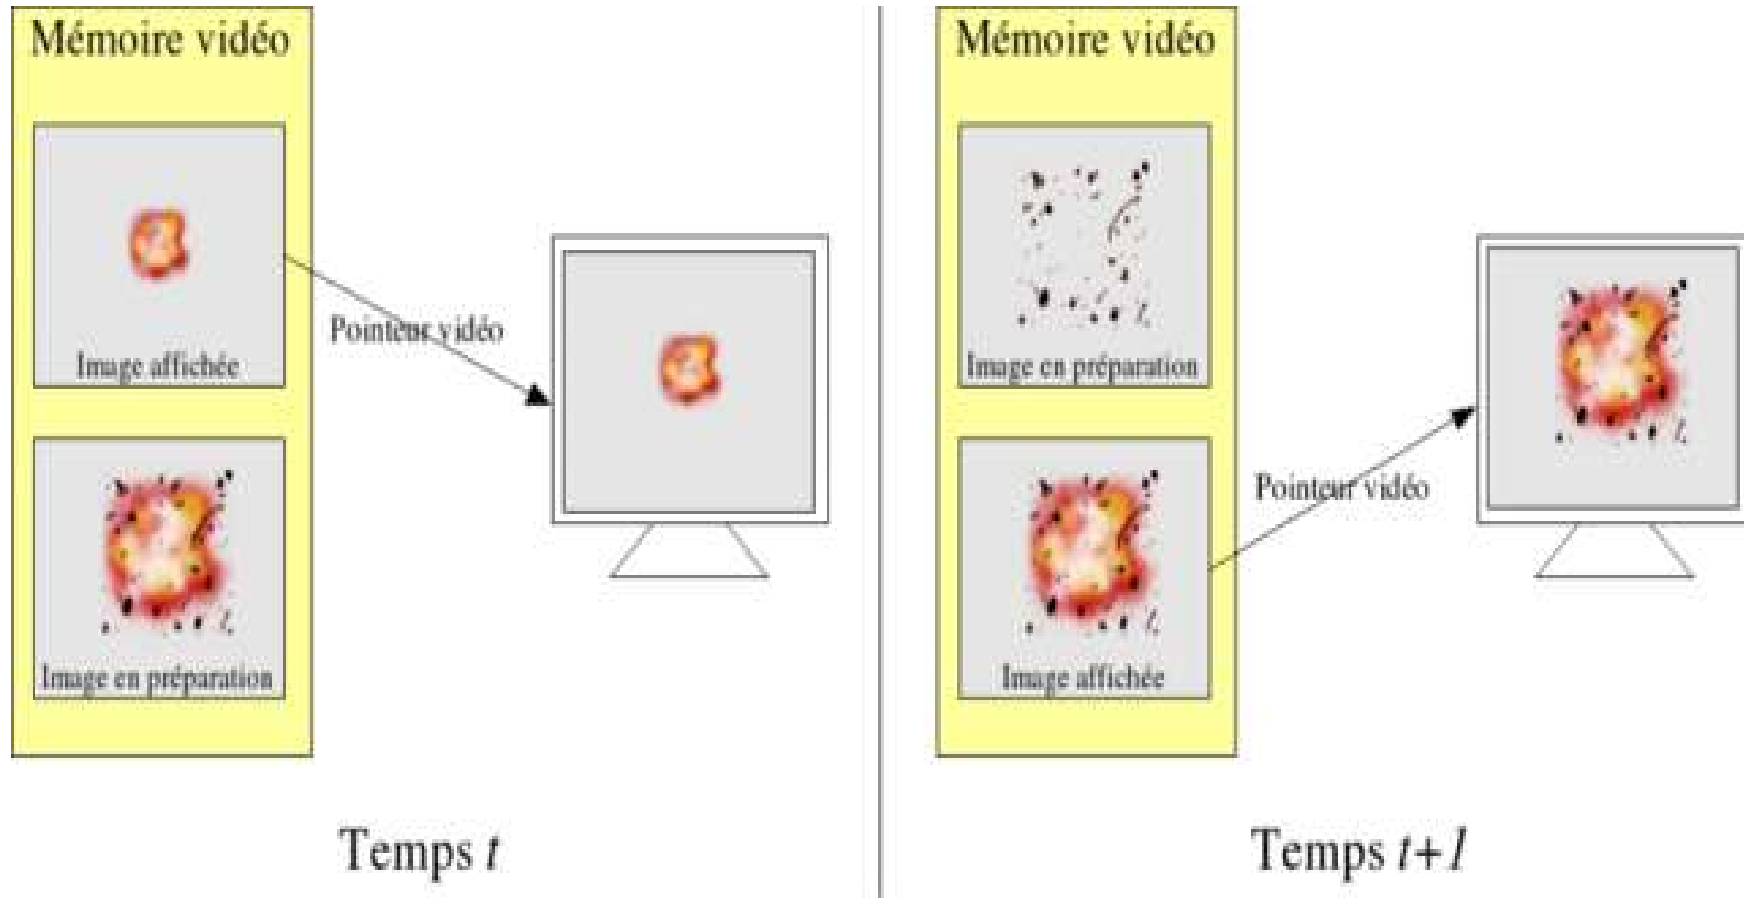 Mémoire vidéo
Image affichée
Pointeur vidéo
Image en préparation
Temps t
Mémoire vidéo
Image en préparation
Pointeur vidéo
Image affichée
Temps t+1